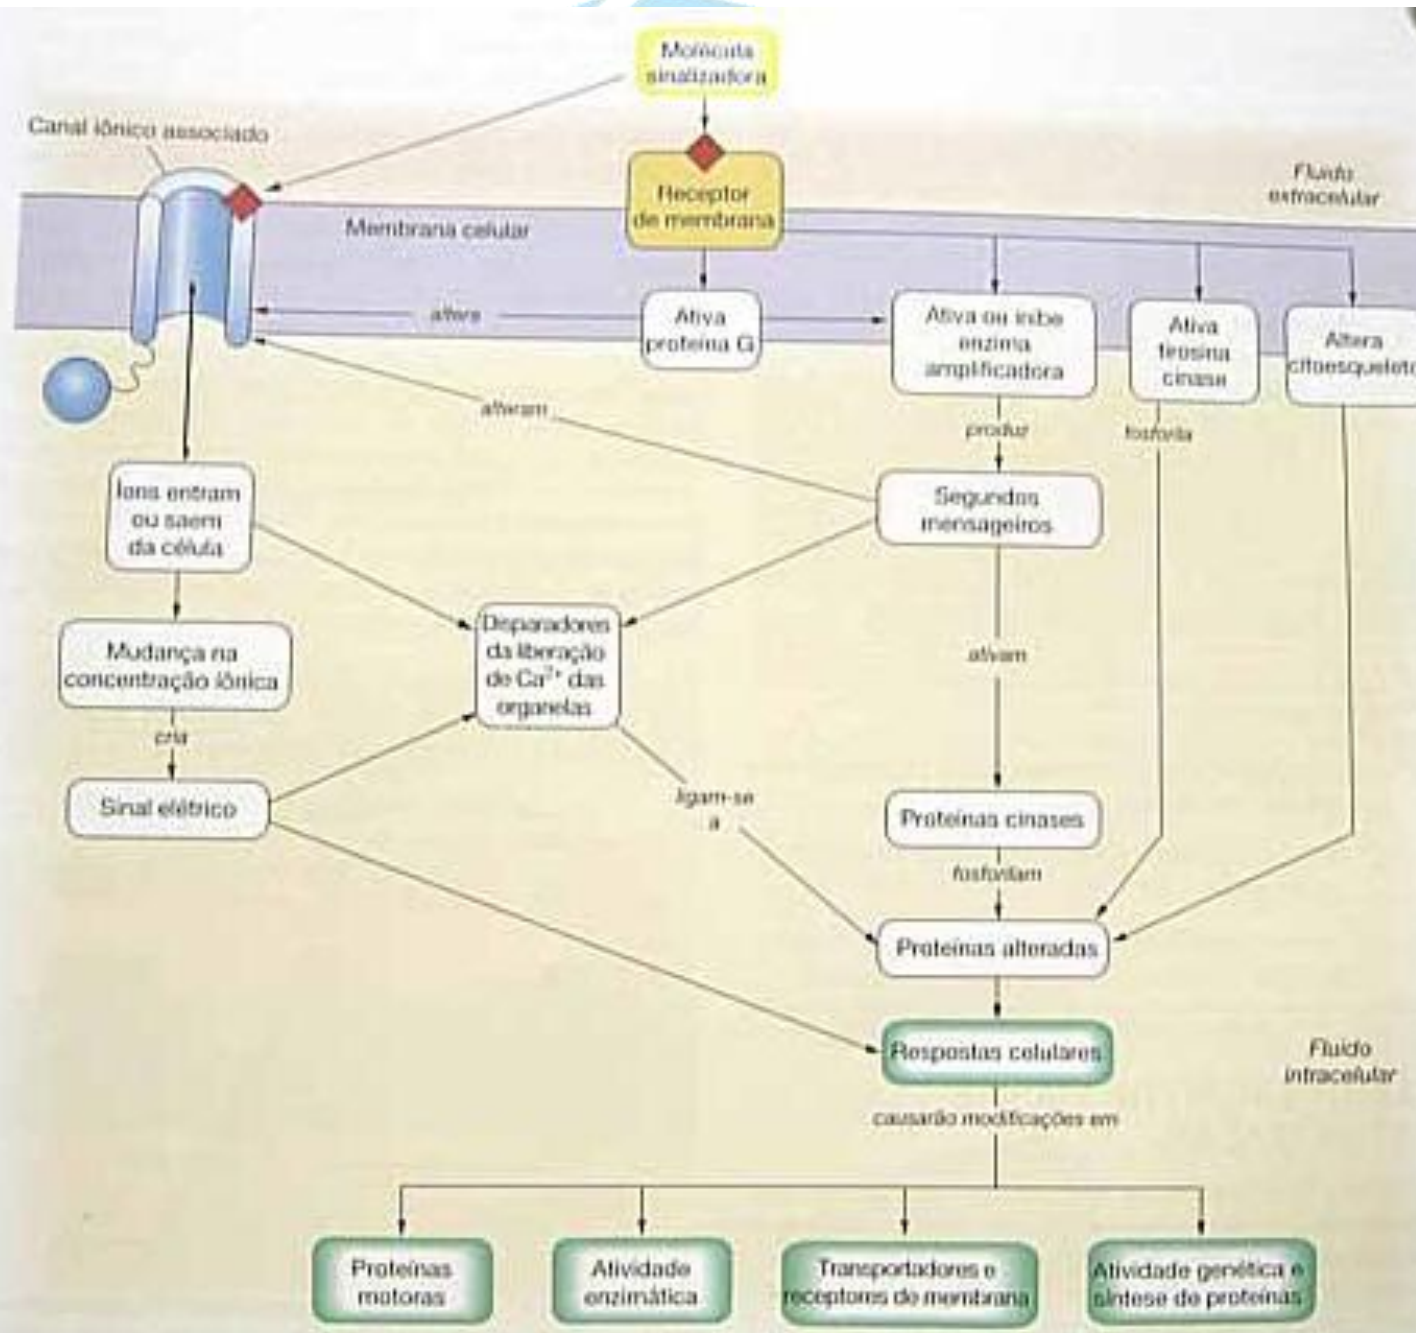 Molécula
sinalizadora
Canal iônico associado
Fluido
extracelular
Receptor
de membrana
Membrana celular
altera
Ativa
proteína G
Ativa ou inibe
enzima
amplificadora
Ativa
tirosina
cinase
Altera
citoesqueleto
alteram
produz
fosforila
Íons entram
ou saem
da célula
Segundos
mensageiros
Disparadores
da liberação
de Ca²⁺ das
organelas
Mudança na
concentração iônica
ativam
cria
Sinal elétrico
ligam-se
a
Proteínas cinases
fosforilam
Proteínas alteradas
Respostas celulares
Fluido
intracelular
causarão modificações em
Proteínas
motoras
Atividade
enzimática
Transportadores e
receptores de membrana
Atividade genética e
síntese de proteínas